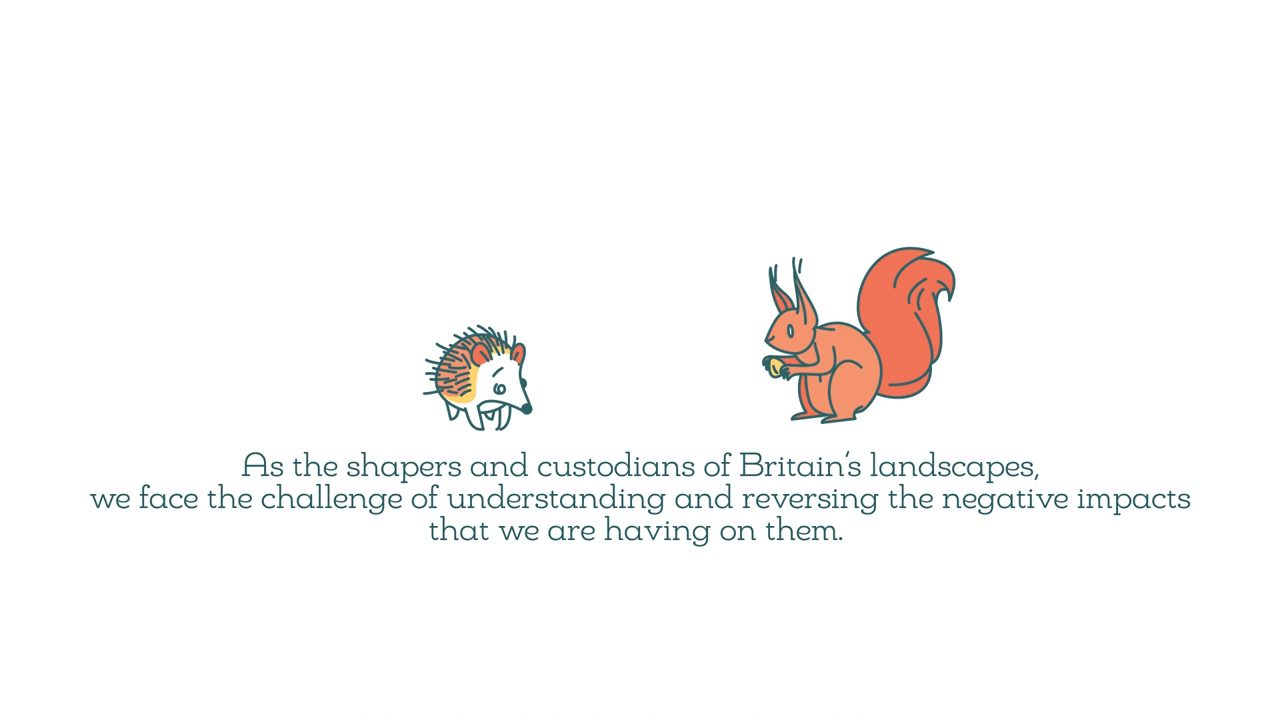 As the shapers and custodians of Britain's landscapes,
we face the challenge of understanding and reversing the negative impacts
that we are having on them.